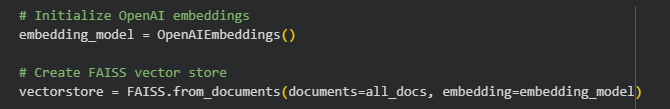 # Initialize OpenAI embeddings
embedding_model = OpenAIEmbeddings()
# Create FAISS vector store
vectorstore = FAISS.from_documents(documents=all_docs, embedding=embedding_model)